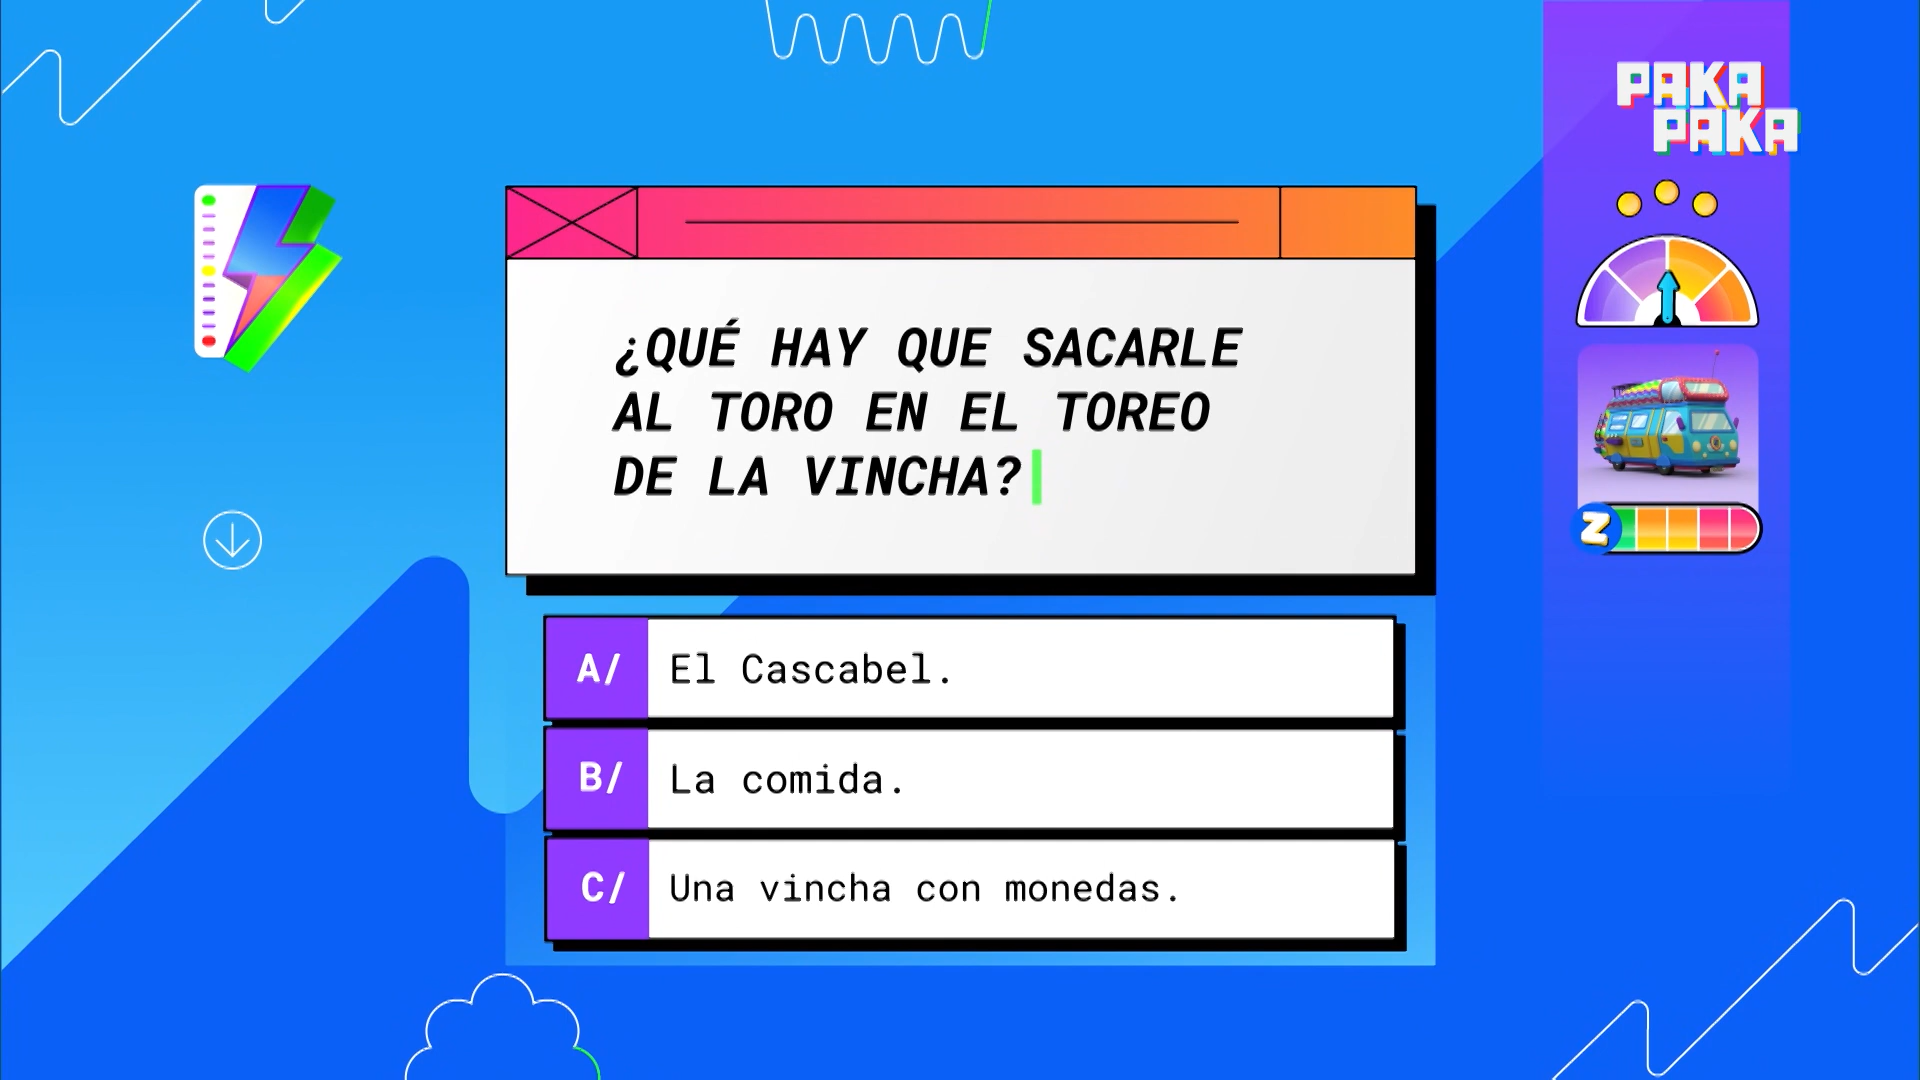 PAKA
PAKA
¿QUÉ HAY QUE SACARLE
AL TORO EN EL TOREO
DE LA VINCHA?
Z
A/ El Cascabel.
B/ La comida.
C/ Una vincha con monedas.